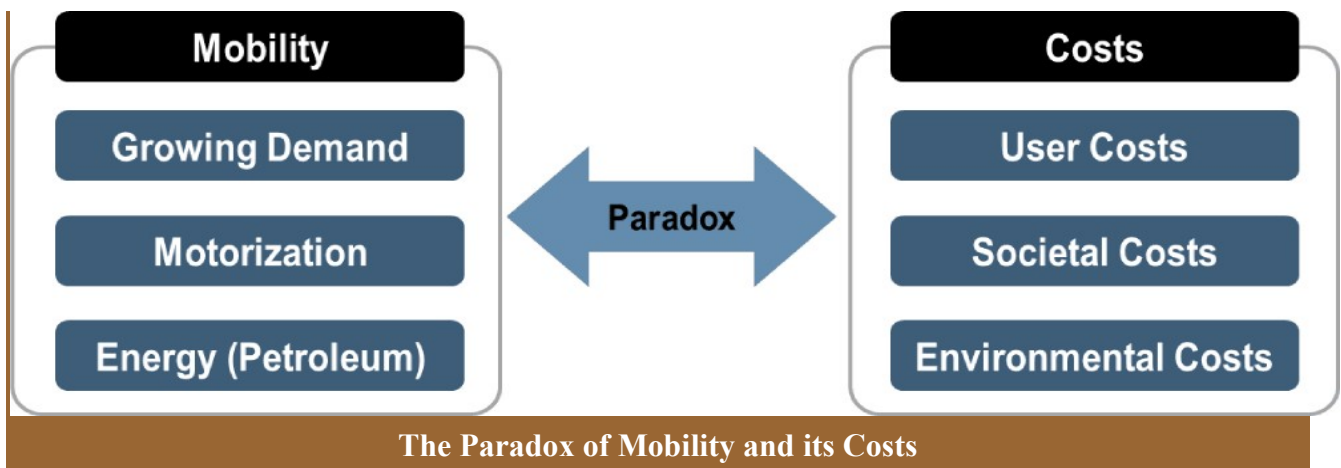 Mobility
Growing Demand
Motorization
Energy (Petroleum)
Paradox
Costs
User Costs
Societal Costs
Environmental Costs
The Paradox of Mobility and its Costs